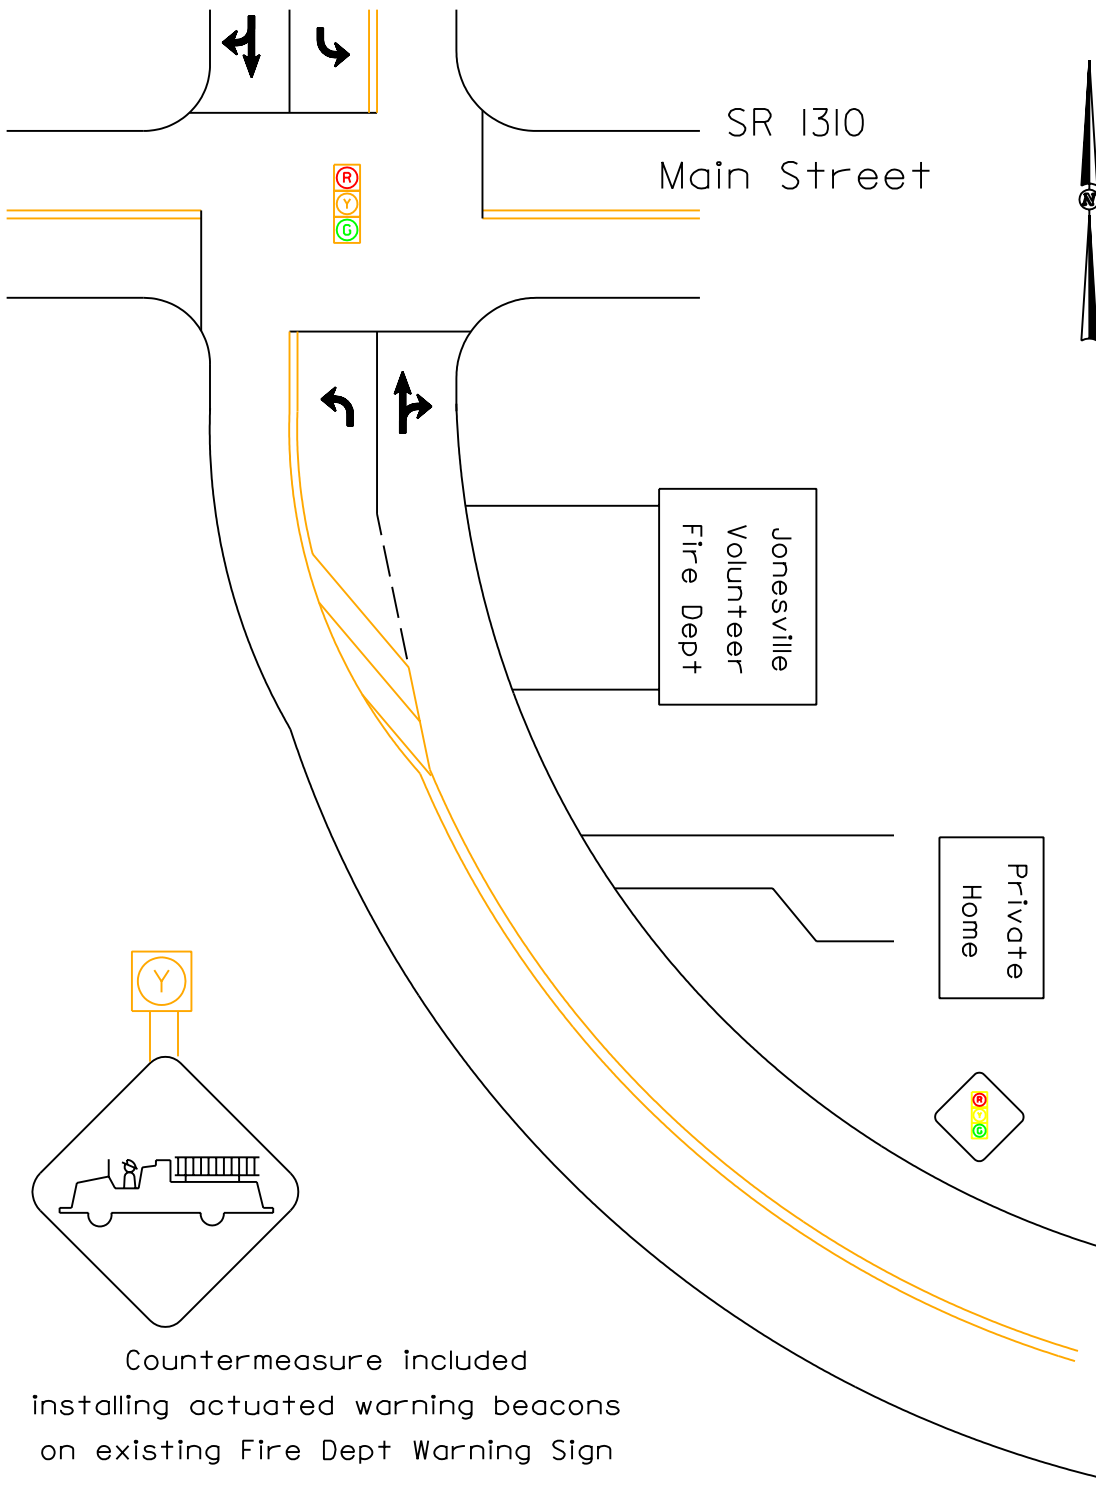 SR 1310
Main Street
R
Y
G
N
Jonesville
Volunteer
Fire Dept
Private
Home
Y
R
Y
G
Countermeasure included
installing actuated warning beacons
on existing Fire Dept Warning Sign